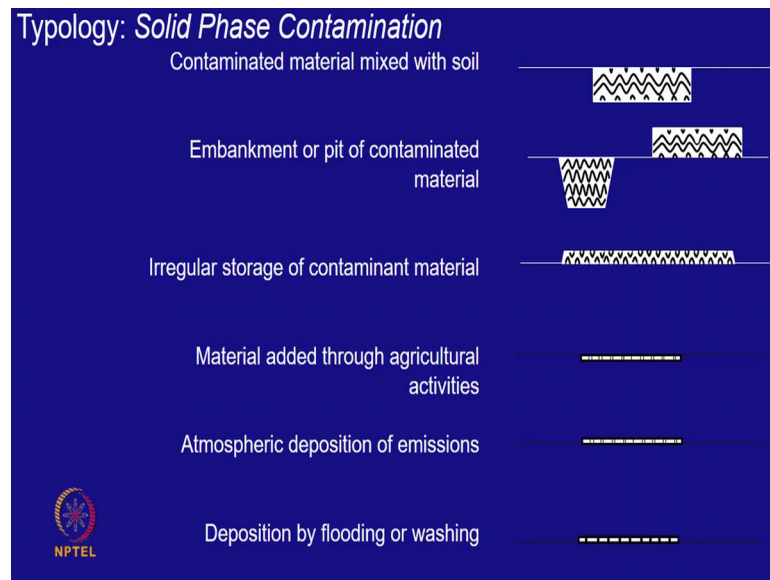 Typology: Solid Phase Contamination
Contaminated material mixed with soil
Embankment or pit of contaminated
material
Irregular storage of contaminant material
Material added through agricultural
activities
Atmospheric deposition of emissions
Deposition by flooding or washing
NPTEL